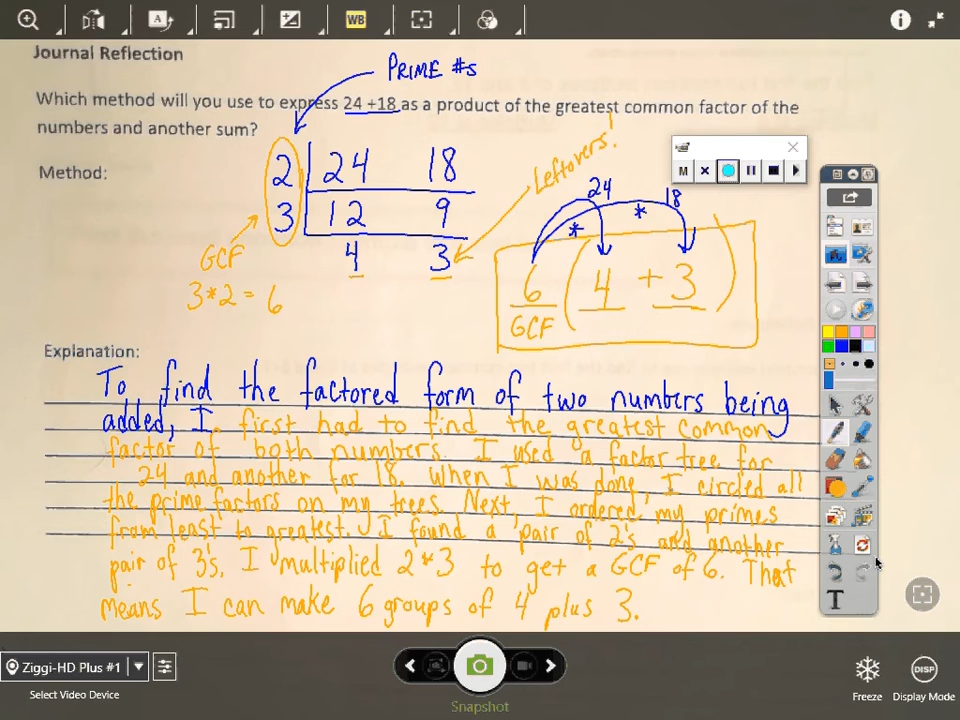 WB
Journal Reflection
PRIME #s
Which method will you use to express 24 +18 as a product of the greatest common factor of the
numbers and another sum?
Method:
2 24 18
3 12 9
4 3
Leftovers!
GCF
3*2 = 6
24 18
* *
6 ( 4 + 3 )
GCF
M
Explanation:
To find the factored form of two numbers being
added, I first had to find the greatest common
factor of both numbers. I used a factor tree for
24 and another for 18. When I was done, I circled all
the prime factors on my trees. Next, I ordered my primes
from least to greatest. I found a pair of 2's and another
pair of 3's. I multiplied 2*3 to get a GCF of 6. That
means I can make 6 groups of 4 plus 3.
T
Ziggi-HD Plus #1
Select Video Device
Snapshot
Freeze
DISP
Display Mode